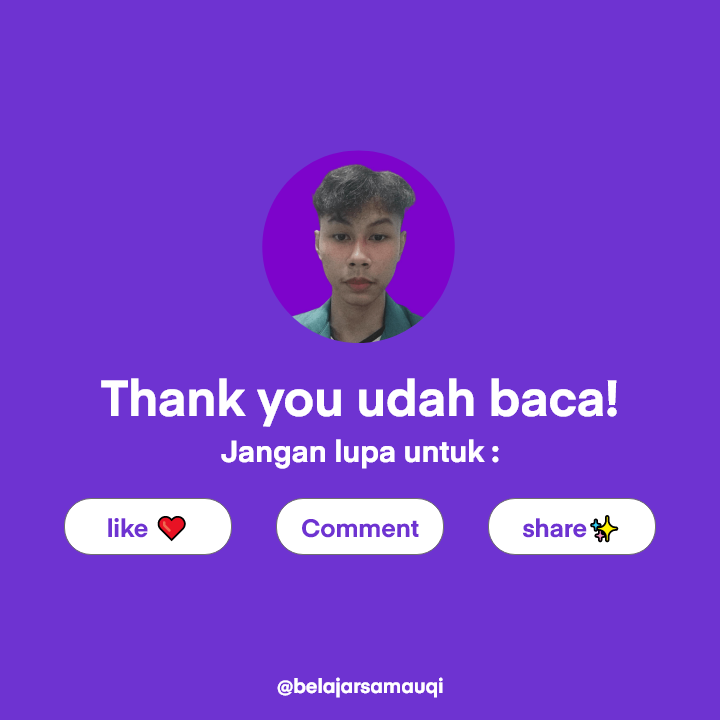 Thank you udah baca!
Jangan lupa untuk :
like ❤️ Comment share✨
@belajarsamauqi